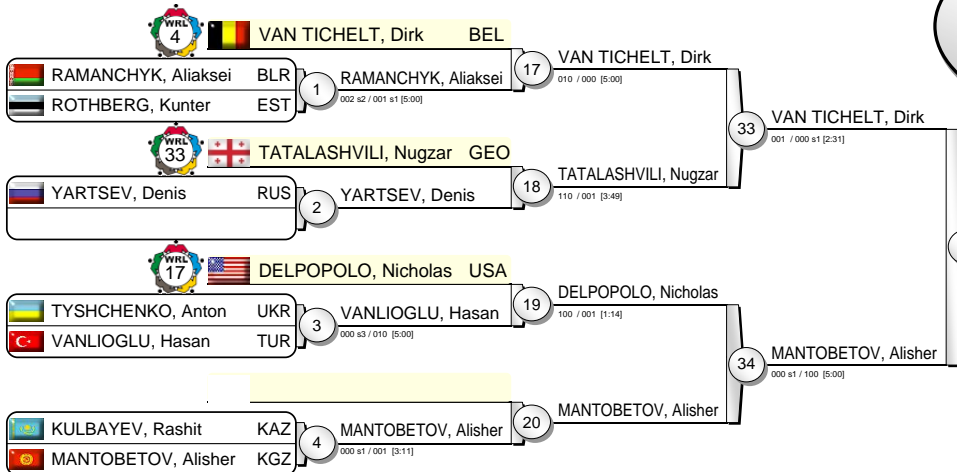 WRL
4
VAN TICHELT, Dirk BEL
RAMANCHYK, Aliaksei BLR
ROTHBERG, Kunter EST
1
RAMANCHYK, Aliaksei
002 s2 / 001 s1 [5:00]
17
VAN TICHELT, Dirk
010 / 000 [5:00]
WRL
33
TATALASHVILI, Nugzar GEO
YARTSEV, Denis RUS
2
YARTSEV, Denis
18
TATALASHVILI, Nugzar
110 / 001 [3:49]
33
VAN TICHELT, Dirk
001 / 000 s1 [2:31]
WRL
17
DELPOPOLO, Nicholas USA
TYSHCHENKO, Anton UKR
VANLIOGLU, Hasan TUR
3
VANLIOGLU, Hasan
000 s3 / 010 [5:00]
19
DELPOPOLO, Nicholas
100 / 001 [1:14]
KULBAYEV, Rashit KAZ
MANTOBETOV, Alisher KGZ
4
MANTOBETOV, Alisher
000 s1 / 001 [3:11]
20
MANTOBETOV, Alisher
34
MANTOBETOV, Alisher
000 s1 / 100 [5:00]